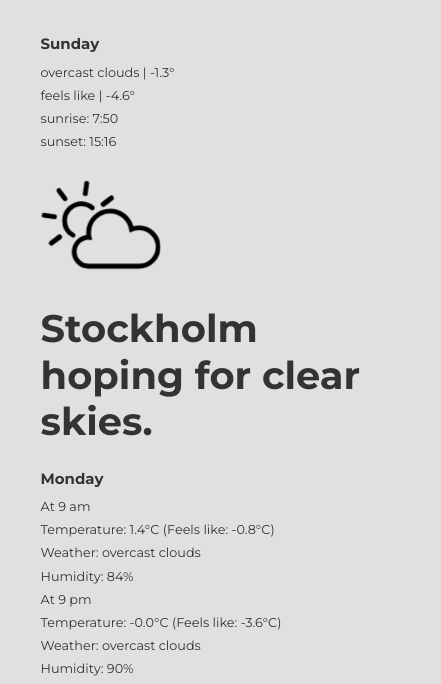 Sunday
overcast clouds | -1.3°
feels like | -4.6°
sunrise: 7:50
sunset: 15:16
Stockholm
hoping for clear
skies.
Monday
At 9 am
Temperature: 1.4°C (Feels like: -0.8°C)
Weather: overcast clouds
Humidity: 84%
At 9 pm
Temperature: -0.0°C (Feels like: -3.6°C)
Weather: overcast clouds
Humidity: 90%